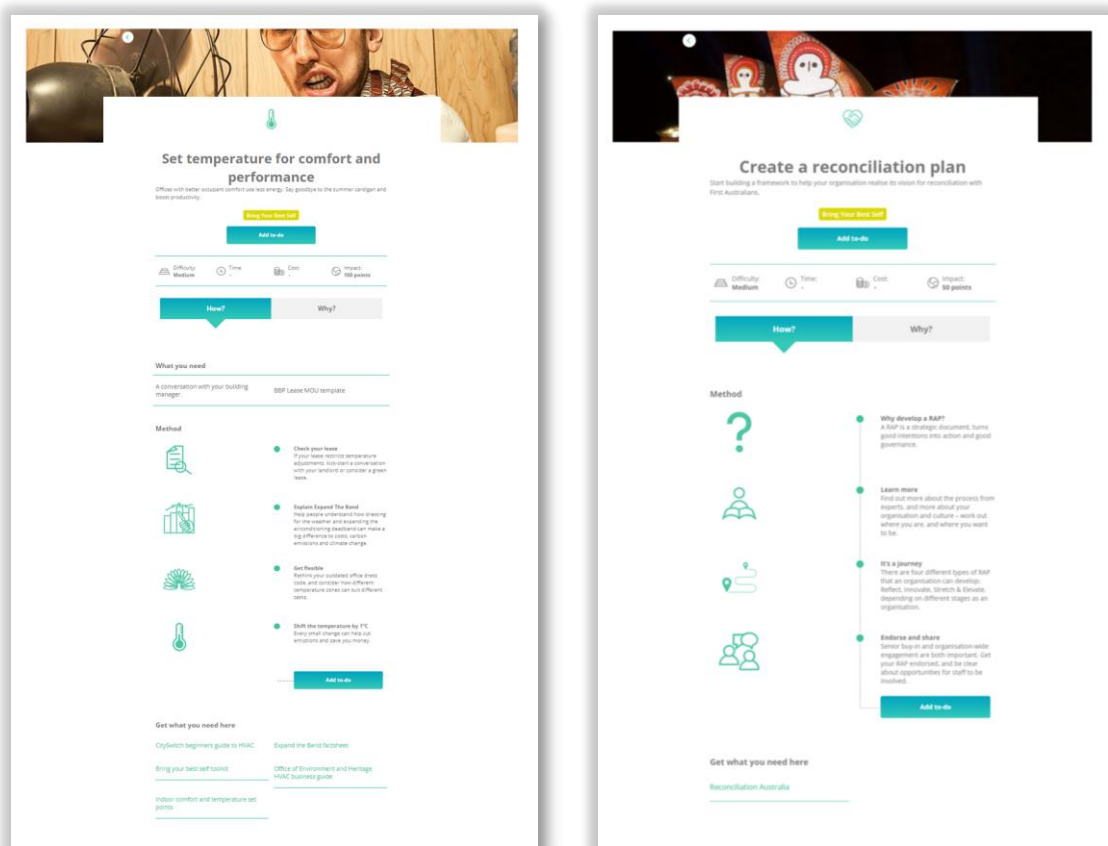 Set temperature for comfort and
performance
Offices with better occupant comfort use less energy. Say goodbye to the summer cardigan and
boost productivity.
Bring Your Best Self
Add to-do
Difficulty:
Medium
Time
-
Cost:
-
Impact:
100 points
How?
Why?
What you need
A conversation with your building
manager.
BBP Lease MOU template
Method
Check your lease
If your lease restricts temperature
adjustments, kick-start a conversation
with your landlord or consider a green
lease.
Explain Expand The Band
Help people understand how dressing
for the weather and expanding the
airconditioning deadband can make a
big difference to costs, carbon
emissions and climate change.
Get flexible
Rethink your outdated office dress
code, and consider how different
temperature zones can suit different
tasks.
Shift the temperature by 1°C
Every small change can help cut
emissions and save you money.
Add to-do
Get what you need here
CitySwitch beginners guide to HVAC
Expand the Band factsheet
Bring your best self toolkit
Office of Environment and Heritage
HVAC business guide
Indoor comfort and temperature set
points
Create a reconciliation plan
Start building a framework to help your organisation realise its vision for reconciliation with
First Australians.
Bring Your Best Self
Add to-do
Difficulty:
Medium
Time:
-
Cost:
-
Impact:
50 points
How?
Why?
Method
Why develop a RAP?
A RAP is a strategic document, turns
good intentions into action and good
governance.
Learn more
Find out more about the process from
experts, and more about your
organisation and culture – work out
where you are, and where you want
to be.
It's a journey
There are four different types of RAP
that an organisation can develop:
Reflect, Innovate, Stretch & Elevate,
depending on different stages as an
organisation.
Endorse and share
Senior buy-in and organisation-wide
engagement are both important. Get
your RAP endorsed, and be clear
about opportunities for staff to be
involved.
Add to-do
Get what you need here
Reconciliation Australia